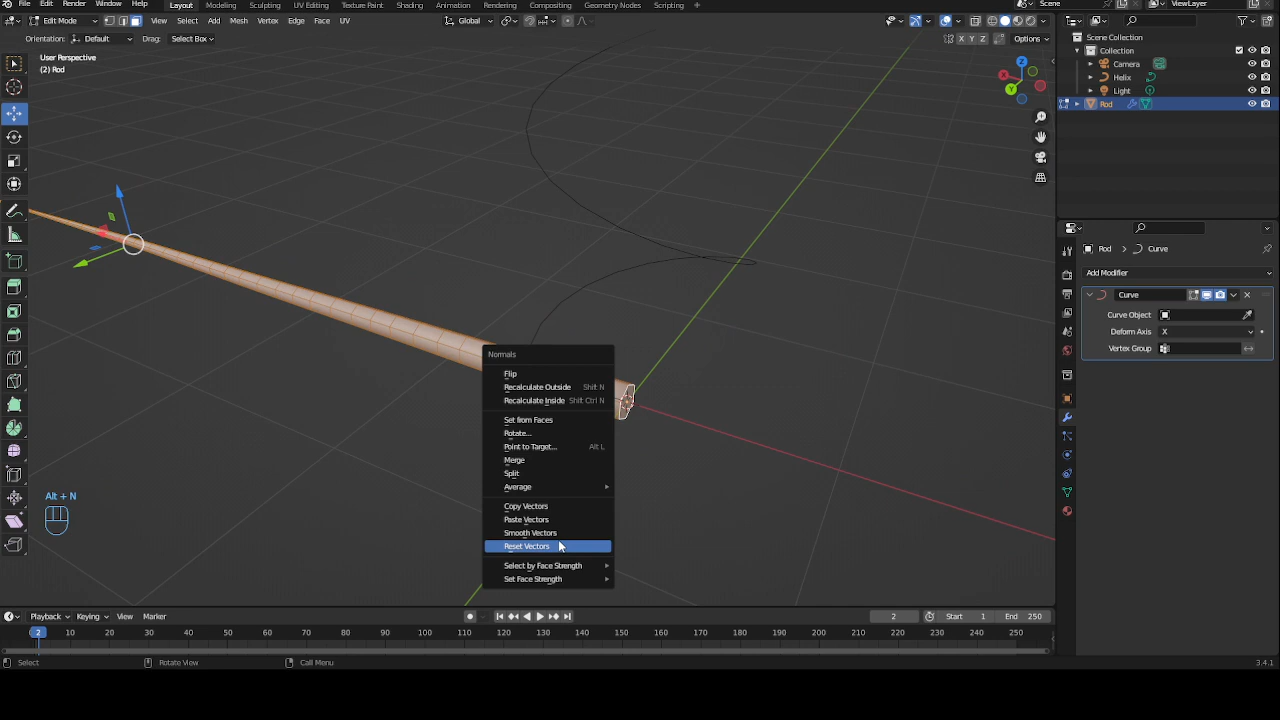 File Edit Render Window Help Layout Modeling Sculpting UV Editing Texture Paint Shading Animation Rendering Compositing Geometry Nodes Scripting + Scene ViewLayer
Edit Mode View Select Add Mesh Vertex Edge Face UV Global
Orientation: Default Drag: Select Box X Y Z Options
User Perspective
(2) Rod
Z
X
Y
Scene Collection
Collection
Camera
Helix
Light
Rod
Rod > Curve
Add Modifier
Curve
Curve Object
Deform Axis X
Vertex Group
Normals
Flip
Recalculate Outside Shift N
Recalculate Inside Shift Ctrl N
Set from Faces
Rotate...
Point to Target... Alt L
Merge
Split
Average
Copy Vectors
Paste Vectors
Smooth Vectors
Reset Vectors
Select by Face Strength
Set Face Strength
Alt + N
Playback Keying View Marker 2 Start 1 End 250
2 10 20 30 40 50 60 70 80 90 100 110 120 130 140 150 160 170 180 190 200 210 220 230 240 250
Select Rotate View Call Menu 3.4.1